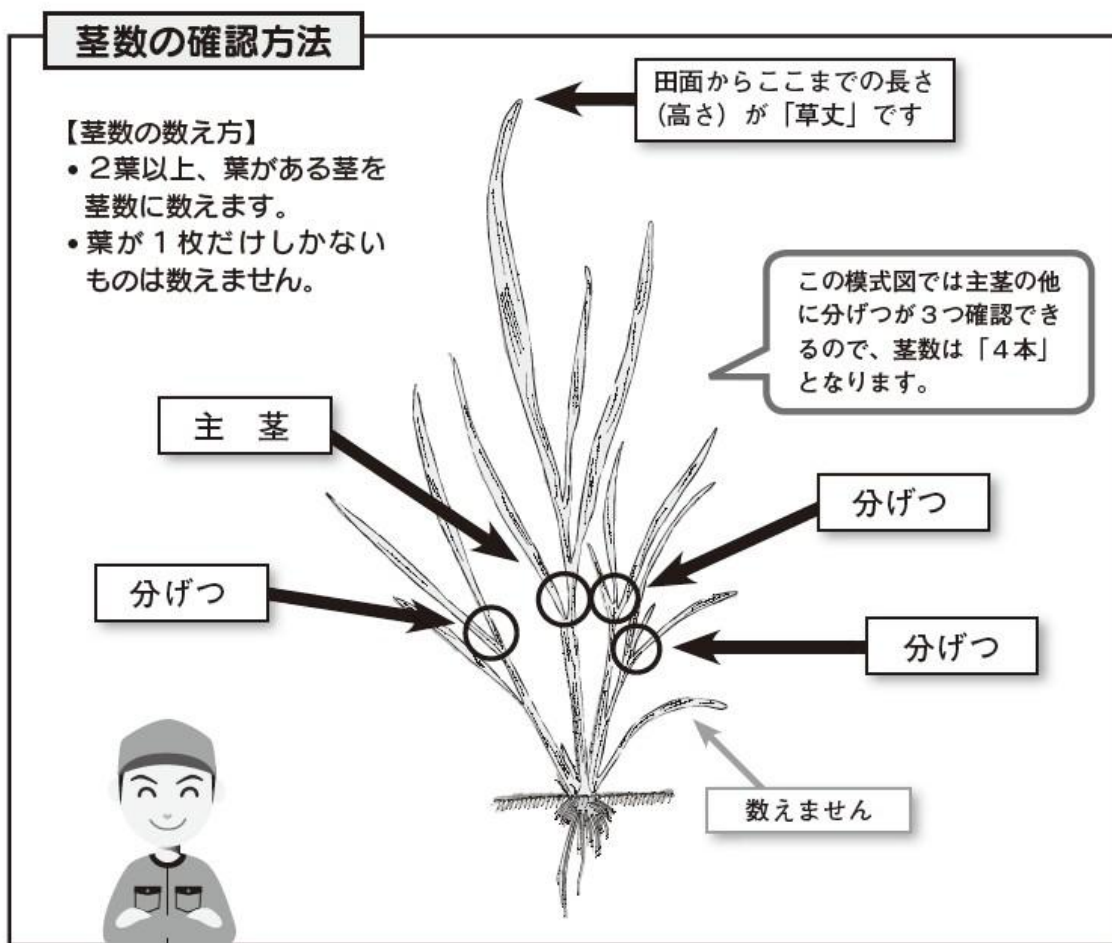 茎数の確認方法
田面からここまでの長さ
(高さ)が「草丈」です
【茎数の数え方】
•２葉以上、葉がある茎を
茎数に数えます。
•葉が１枚だけしかない
ものは数えません。
この模式図では主茎の他
に分げつが３つ確認でき
るので、茎数は「４本」
となります。
主　茎
分げつ
分げつ
分げつ
数えません